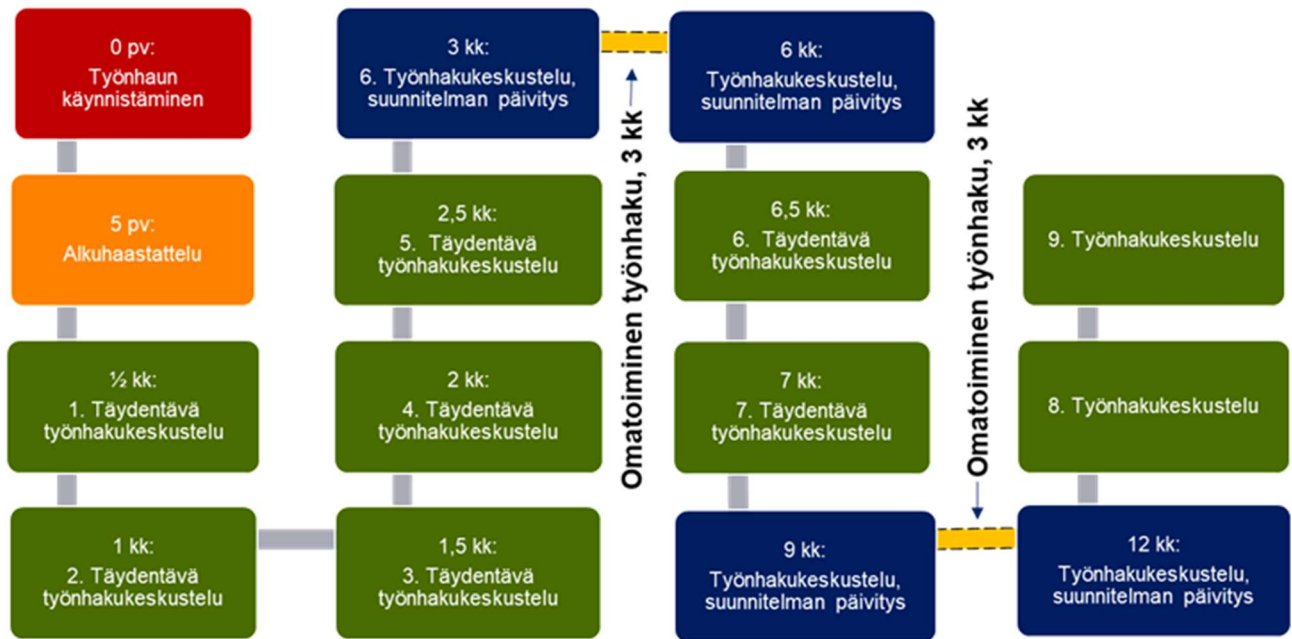 0 pv:
Työnhaun
käynnistäminen
5 pv:
Alkuhaastattelu
½ kk:
1. Täydentävä
työnhakukeskustelu
1 kk:
2. Täydentävä
työnhakukeskustelu
1,5 kk:
3. Täydentävä
työnhakukeskustelu
2 kk:
4. Täydentävä
työnhakukeskustelu
2,5 kk:
5. Täydentävä
työnhakukeskustelu
3 kk:
6. Työnhakukeskustelu,
suunnitelman päivitys
Omatoiminen työnhaku, 3 kk
6 kk:
Työnhakukeskustelu,
suunnitelman päivitys
6,5 kk:
6. Täydentävä
työnhakukeskustelu
7 kk:
7. Täydentävä
työnhakukeskustelu
9 kk:
Työnhakukeskustelu,
suunnitelman päivitys
Omatoiminen työnhaku, 3 kk
12 kk:
Työnhakukeskustelu,
suunnitelman päivitys
8. Työnhakukeskustelu
9. Työnhakukeskustelu